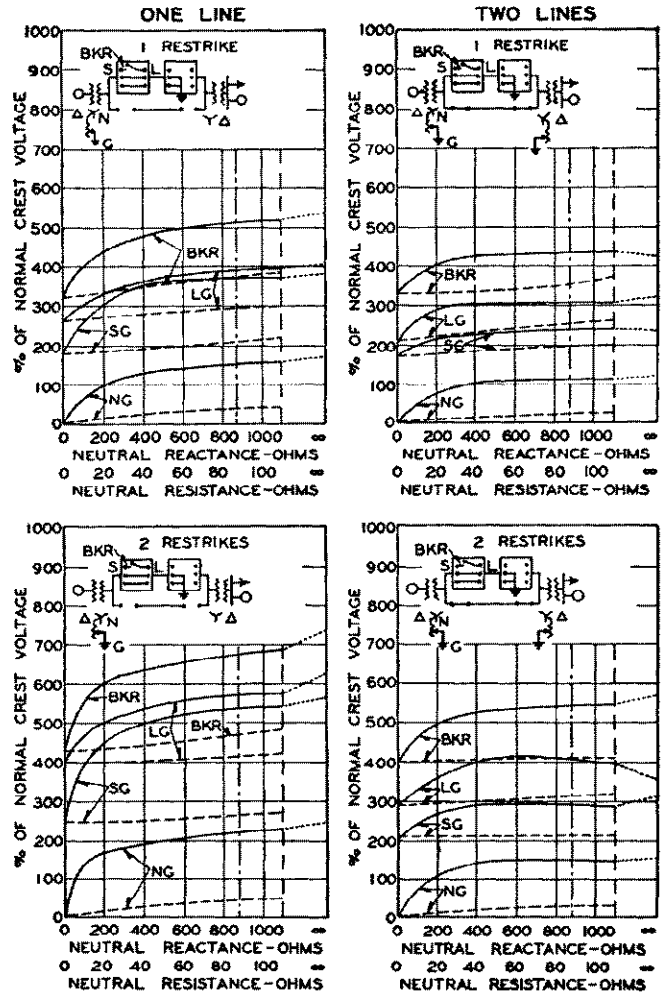 ONE LINE
% OF NORMAL CREST VOLTAGE
1000
900
800
700
600
500
400
300
200
100
0
1 RESTRIKE
BKR
S
L
Δ
Y
N
G
Y Δ
BKR
LG
SG
NG
0 200 400 600 800 1000 ∞
NEUTRAL REACTANCE-OHMS
0 20 40 60 80 100 ∞
NEUTRAL RESISTANCE-OHMS
TWO LINES
% OF NORMAL CREST VOLTAGE
1000
900
800
700
600
500
400
300
200
100
0
1 RESTRIKE
BKR
S
L
Δ
Y
N
G
Y Δ
BKR
LG
SG
NG
0 200 400 600 800 1000 ∞
NEUTRAL REACTANCE-OHMS
0 20 40 60 80 100 ∞
NEUTRAL RESISTANCE-OHMS
% OF NORMAL CREST VOLTAGE
1000
900
800
700
600
500
400
300
200
100
0
2 RESTRIKES
BKR
S
L
Δ
Y
N
G
Y Δ
BKR
LG
BKR
SG
NG
0 200 400 600 800 1000 ∞
NEUTRAL REACTANCE-OHMS
0 20 40 60 80 100 ∞
NEUTRAL RESISTANCE-OHMS
% OF NORMAL CREST VOLTAGE
1000
900
800
700
600
500
400
300
200
100
0
2 RESTRIKES
BKR
S
L
Δ
Y
N
G
Y Δ
BKR
LG
SG
NG
0 200 400 600 800 1000 ∞
NEUTRAL REACTANCE-OHMS
0 20 40 60 80 100 ∞
NEUTRAL RESISTANCE-OHMS